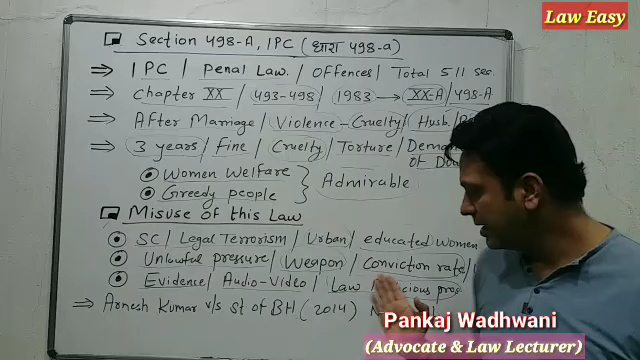 Law Easy
Section 498-A, IPC (धारा 498-a)
⇒ IPC / Penal Law. / Offences / Total 511 sec.
⇒ Chapter XX / 493-498 / 1983 → XX-A / 498-A
⇒ After Marriage / Violence - Cruelty / Husb. /
⇒ 3 years / Fine / Cruelty / Torture / Demand of Do
Women Welfare
Greedy people } Admirable
Misuse of this Law
SC / Legal Terrorism / Urban / educated women
Unlawful pressure / Weapon / Conviction rate /
Evidence / Audio-Video / Law
⇒ Arnesh Kumar v/s St of BH (2014)
Pankaj Wadhwani
(Advocate & Law Lecturer)